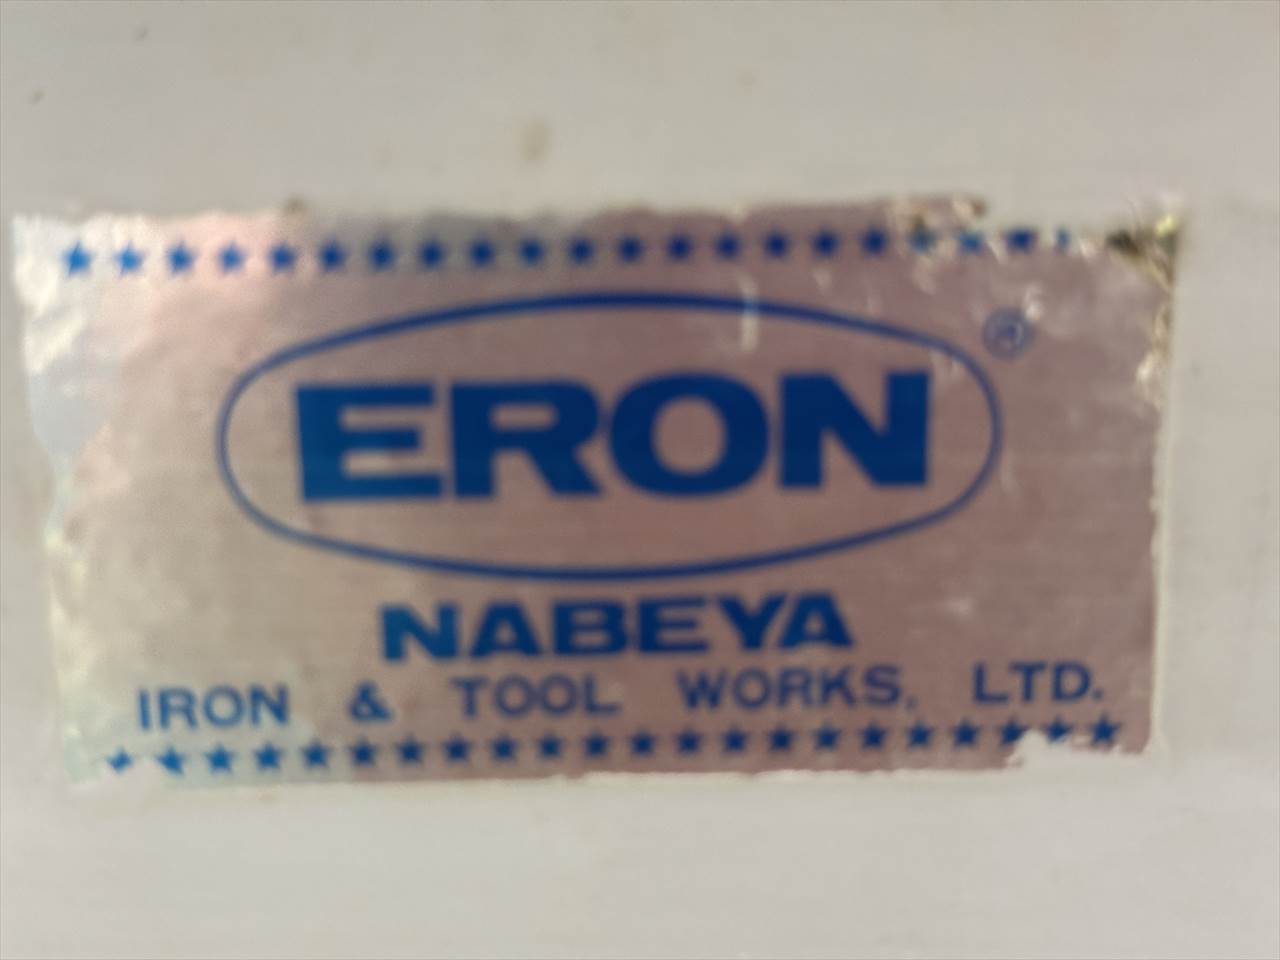 ERON ®
NABEYA
IRON & TOOL WORKS, LTD.